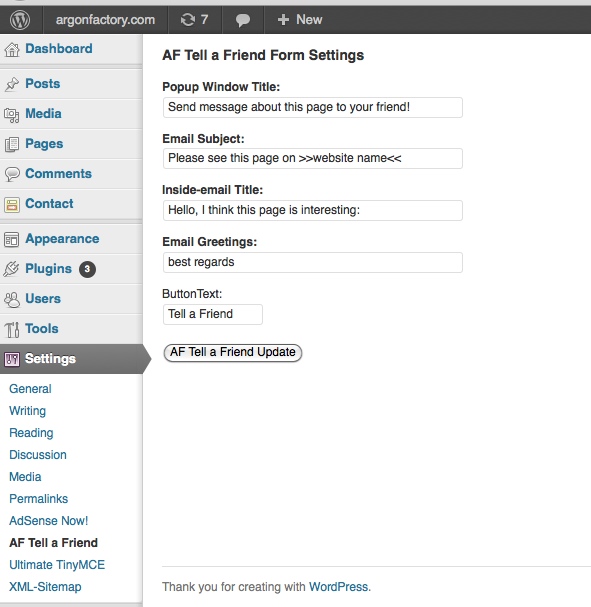 argonfactory.com 7 + New
Dashboard
Posts
Media
Pages
Comments
Contact
Appearance
Plugins 3
Users
Tools
Settings
General
Writing
Reading
Discussion
Media
Permalinks
AdSense Now!
AF Tell a Friend
Ultimate TinyMCE
XML-Sitemap
AF Tell a Friend Form Settings
Popup Window Title:
Send message about this page to your friend!
Email Subject:
Please see this page on >>website name<<
Inside-email Title:
Hello, I think this page is interesting:
Email Greetings:
best regards
ButtonText:
Tell a Friend
AF Tell a Friend Update
Thank you for creating with WordPress.